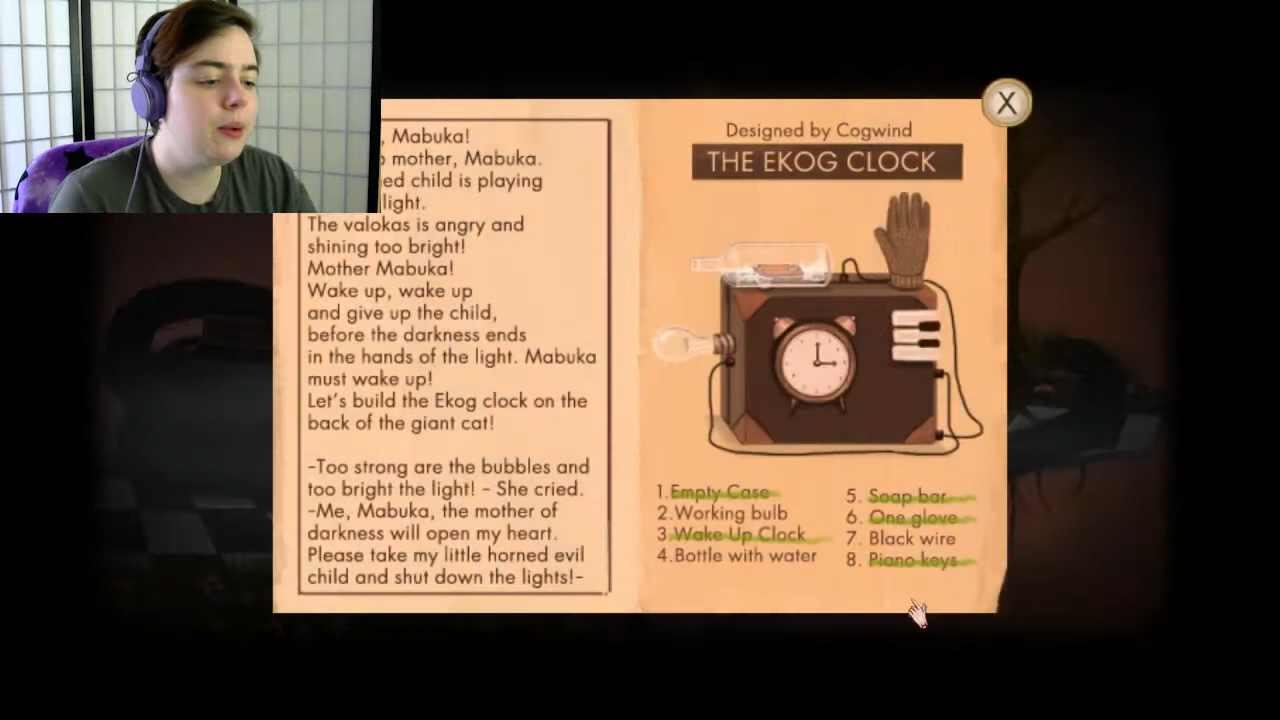 , Mabuka!
mother, Mabuka.
child is playing
light.
The valokas is angry and
shining too bright!
Mother Mabuka!
Wake up, wake up
and give up the child,
before the darkness ends
in the hands of the light. Mabuka
must wake up!
Let's build the Ekog clock on the
back of the giant cat!
-Too strong are the bubbles and
too bright the light! - She cried.
-Me, Mabuka, the mother of
darkness will open my heart.
Please take my little horned evil
child and shut down the lights!-
Designed by Cogwind
THE EKOG CLOCK
1.Empty Case
2.Working bulb
3.Wake Up Clock
4.Bottle with water
5. Soap bar
6. One glove
7. Black wire
8. Piano keys
X